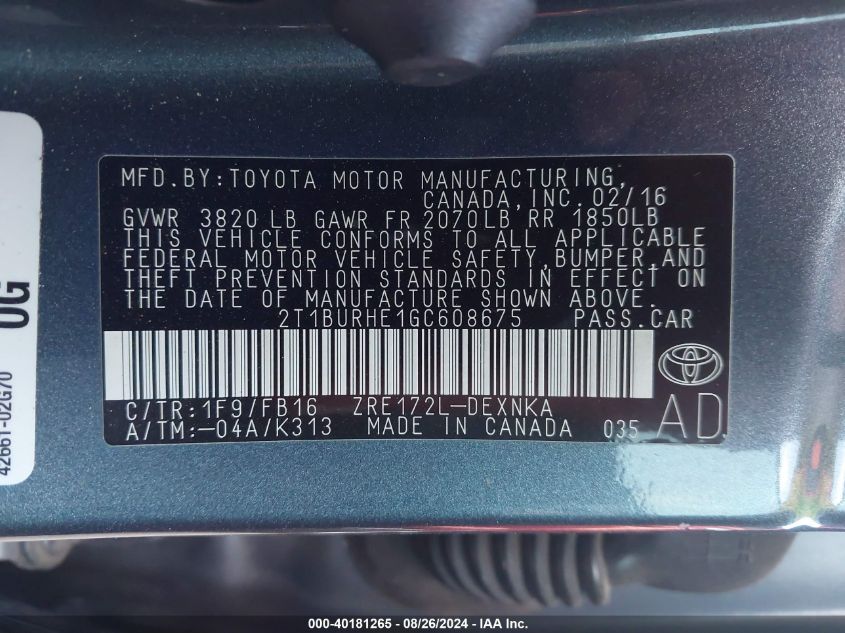 MFD.BY:TOYOTA MOTOR MANUFACTURING,
CANADA,INC. 02/16
GVWR 3820 LB GAWR FR 2070LB RR 1850LB
THIS VEHICLE CONFORMS TO ALL APPLICABLE
FEDERAL MOTOR VEHICLE SAFETY,BUMPER,AND
THEFT PREVENTION STANDARDS IN EFFECT ON
THE DATE OF MANUFACTURE SHOWN ABOVE.
2T1BURHE1GC608675 PASS.CAR
C/TR:1F9/FB16 ZRE172L-DEXNKA
A/TM:-04A/K313 MADE IN CANADA 035
AD
0G
42661-02G70
000-40181265 - 08/26/2024 - IAA, Inc.